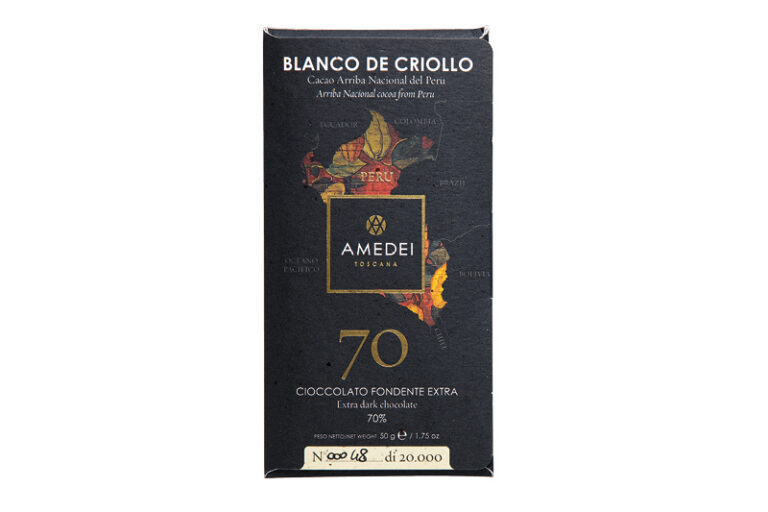 BLANCO DE CRIOLLO
Cacao Arriba Nacional del Perù
Arriba Nacional cocoa from Peru
ECUADOR
COLOMBIA
PERU
BRAZIL
AMEDEI
TOSCANA
OCEANO
PACIFICO
BOLIVIA
CHILE
70
CIOCCOLATO FONDENTE EXTRA
Extra dark chocolate
70%
PESO NETTO/NET WEIGHT 50 g ℮ / 1.75 oz
N 00048 di 20.000